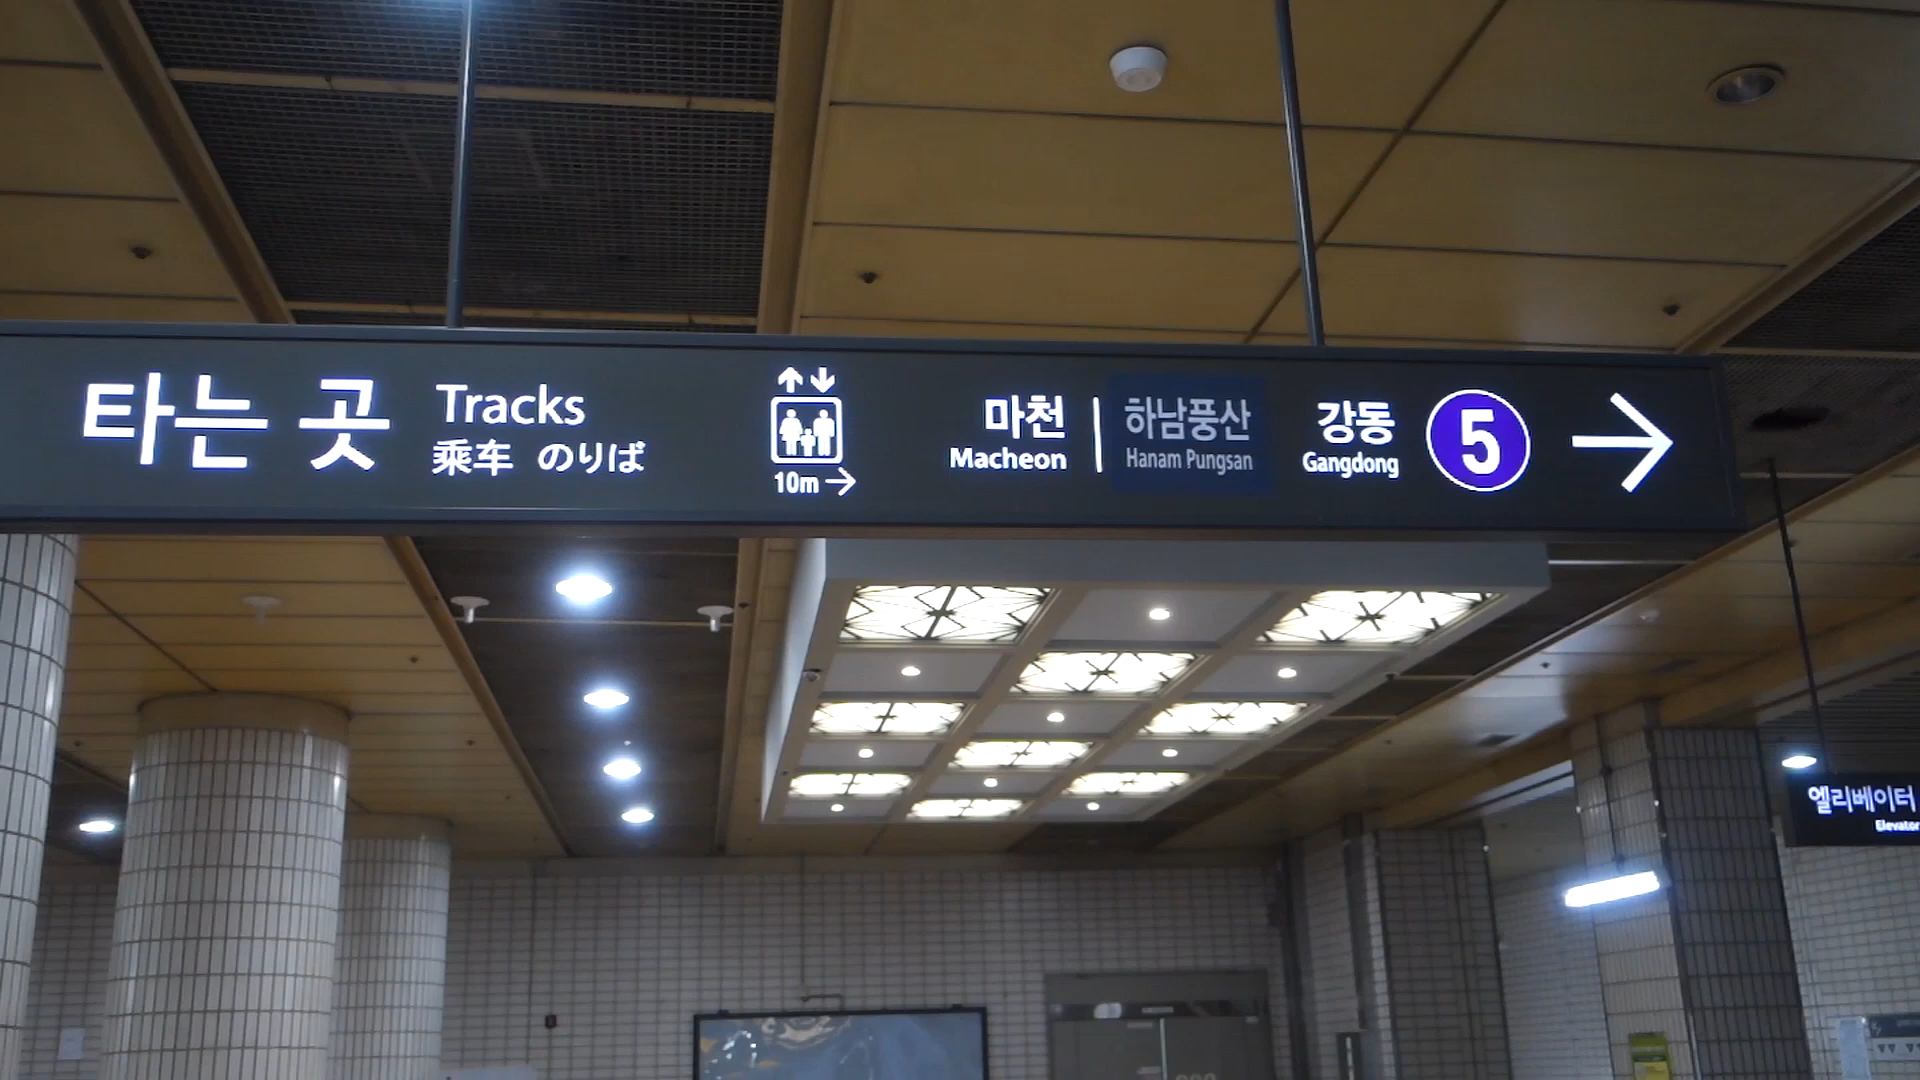 타는 곳
Tracks
乘车 のりば
10m
마천 | 하남풍산 강동
Macheon Hanam Pungsan Gangdong
5
엘리베이터
Elevator